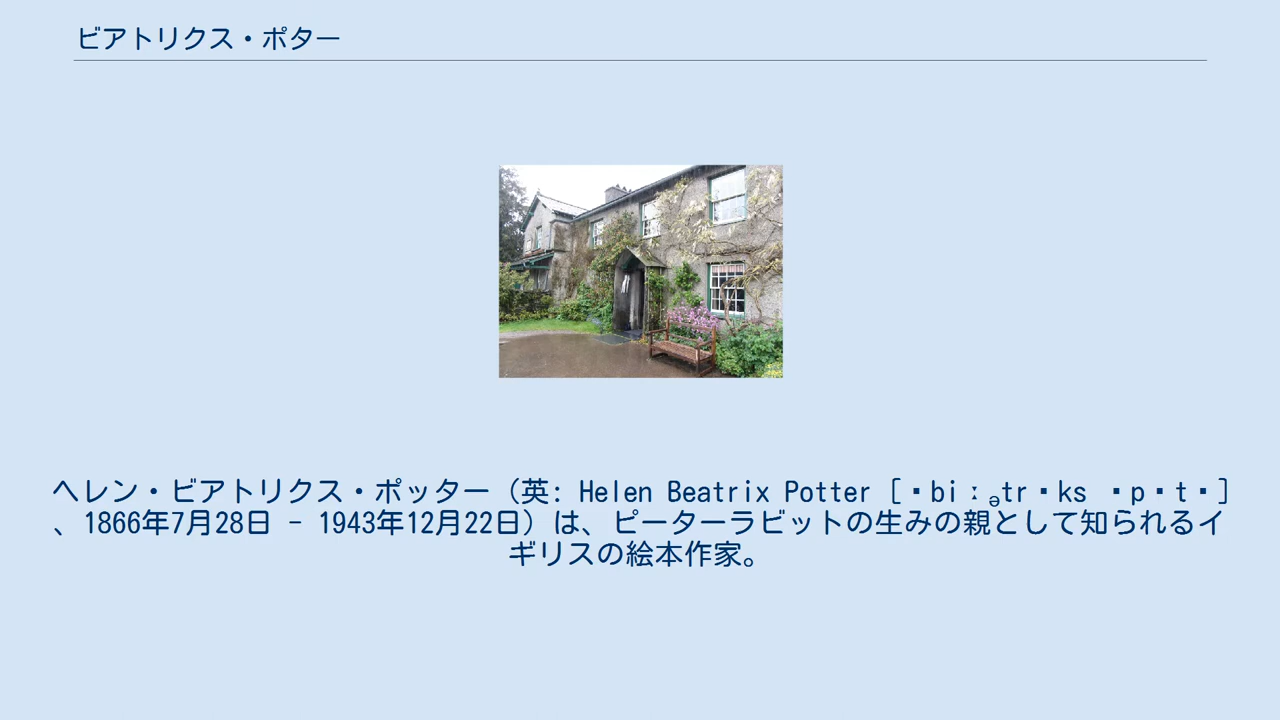 ビアトリクス・ポター
ヘレン・ビアトリクス・ポッター（英: Helen Beatrix Potter [▪biːₔtr▪ks ▪p▪t▪]
、1866年7月28日 - 1943年12月22日）は、ピーターラビットの生みの親として知られるイ
ギリスの絵本作家。